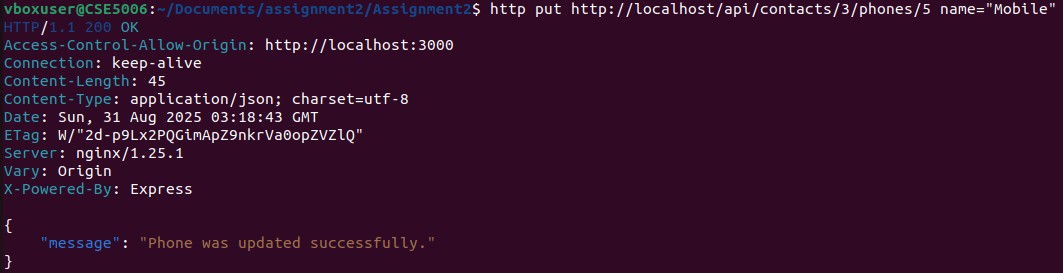 vboxuser@CSE5006:~/Documents/assignment2/Assignment2$ http put http://localhost/api/contacts/3/phones/5 name="Mobile"
HTTP/1.1 200 OK
Access-Control-Allow-Origin: http://localhost:3000
Connection: keep-alive
Content-Length: 45
Content-Type: application/json; charset=utf-8
Date: Sun, 31 Aug 2025 03:18:43 GMT
ETag: W/"2d-p9Lx2PQGimApZ9nkrVa0opZVZlQ"
Server: nginx/1.25.1
Vary: Origin
X-Powered-By: Express

{
    "message": "Phone was updated successfully."
}